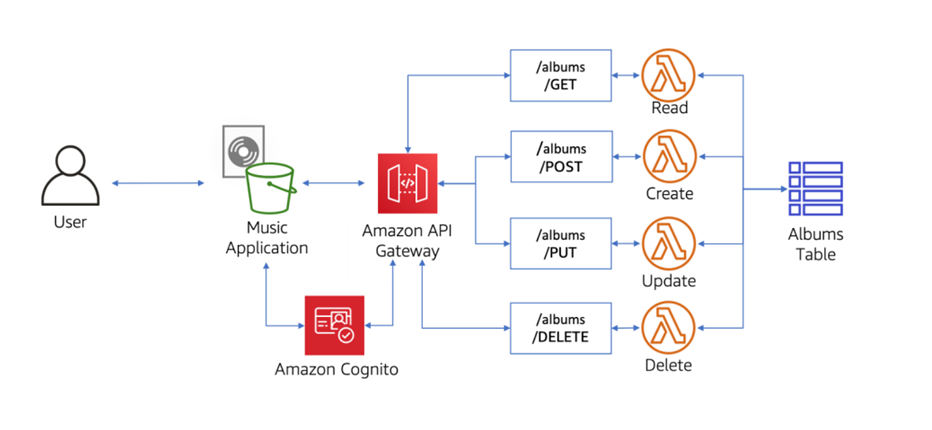 User
Music
Application
Amazon Cognito
Amazon API
Gateway
</>
/albums
/GET
Read
/albums
/POST
Create
/albums
/PUT
Update
/albums
/DELETE
Delete
Albums
Table